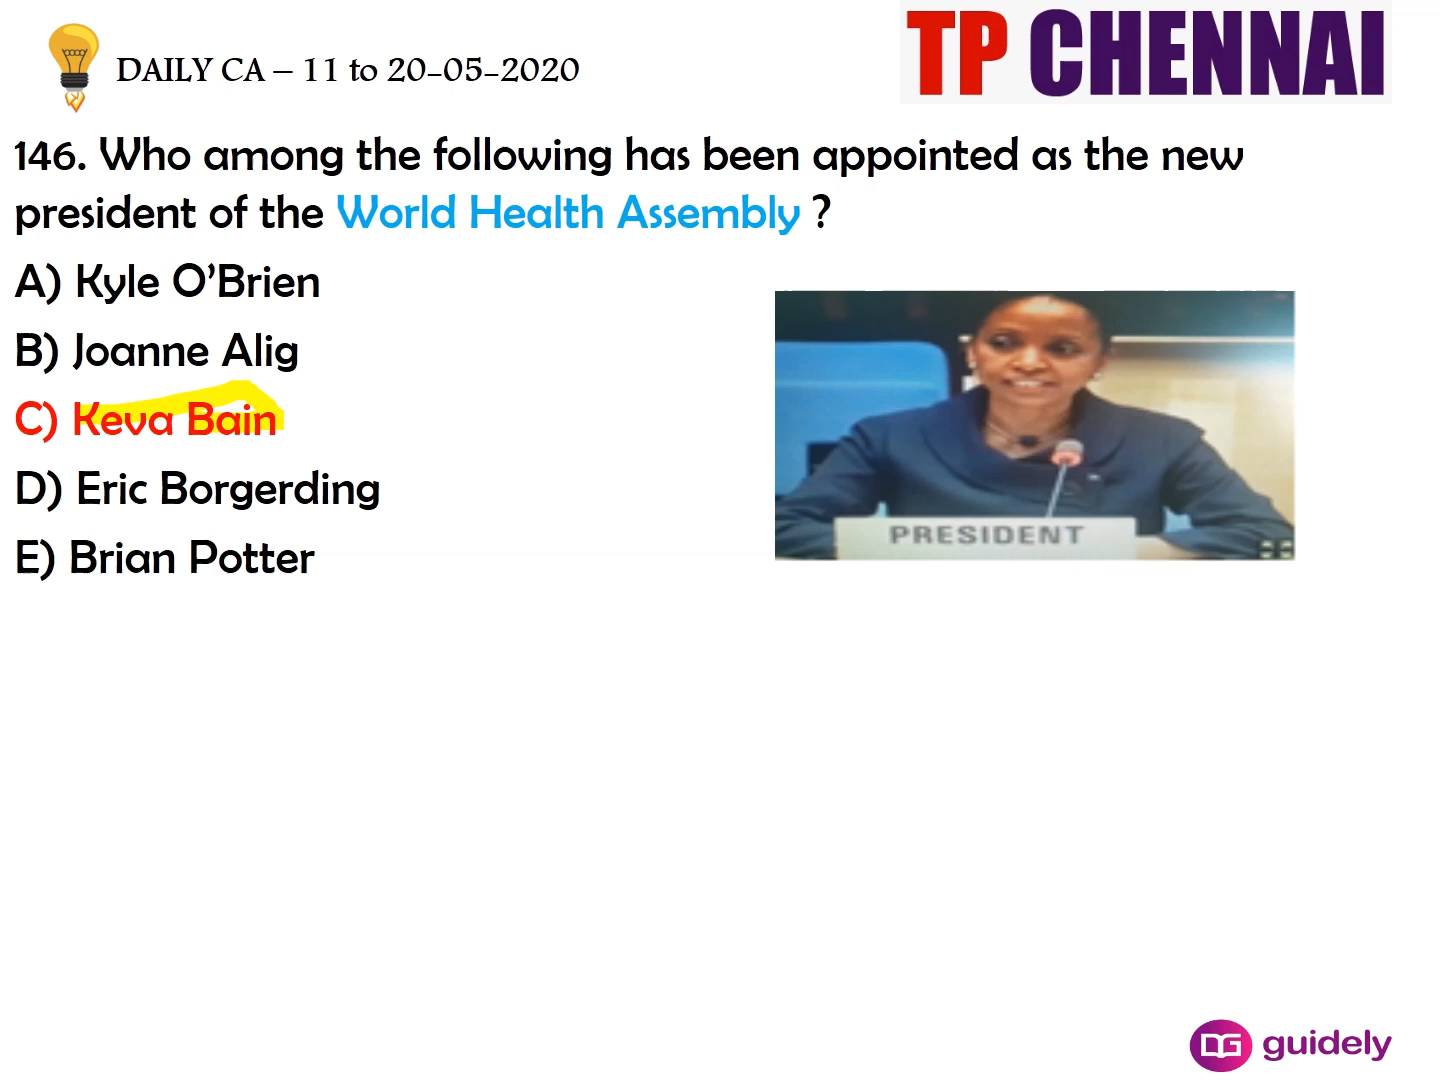 DAILY CA – 11 to 20-05-2020
TP CHENNAI
146. Who among the following has been appointed as the new
president of the World Health Assembly ?
A) Kyle O’Brien
B) Joanne Alig
C) Keva Bain
D) Eric Borgerding
E) Brian Potter
PRESIDENT
guidely